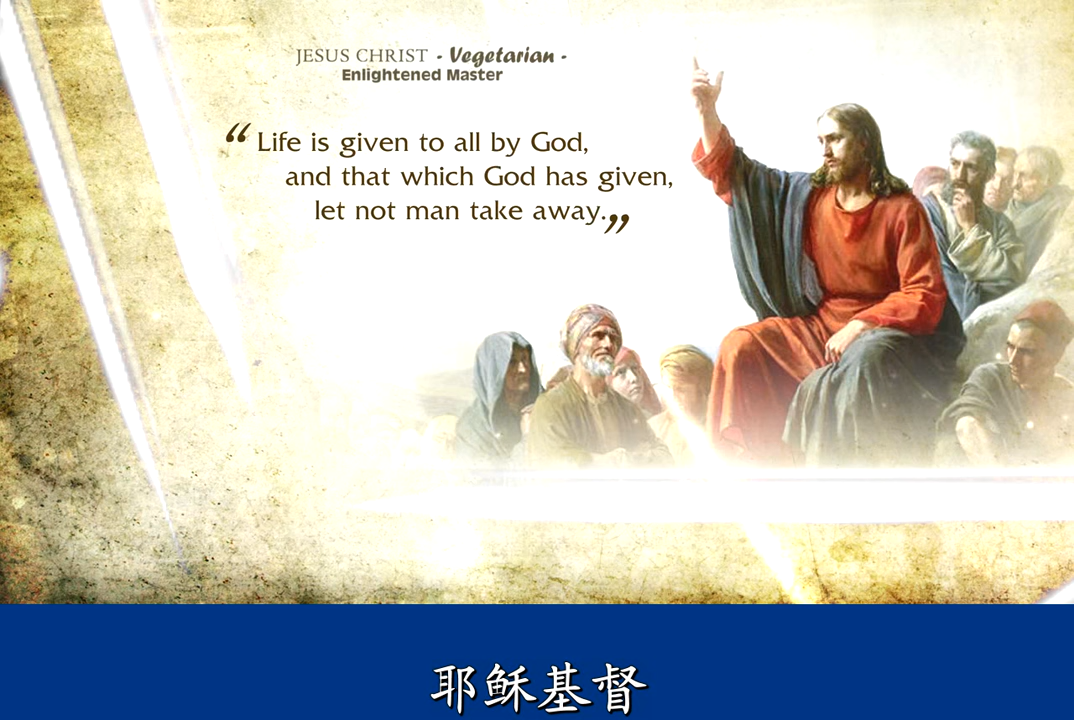 JESUS CHRIST - Vegetarian -
Enlightened Master
“ Life is given to all by God,
and that which God has given,
let not man take away.”
耶稣基督